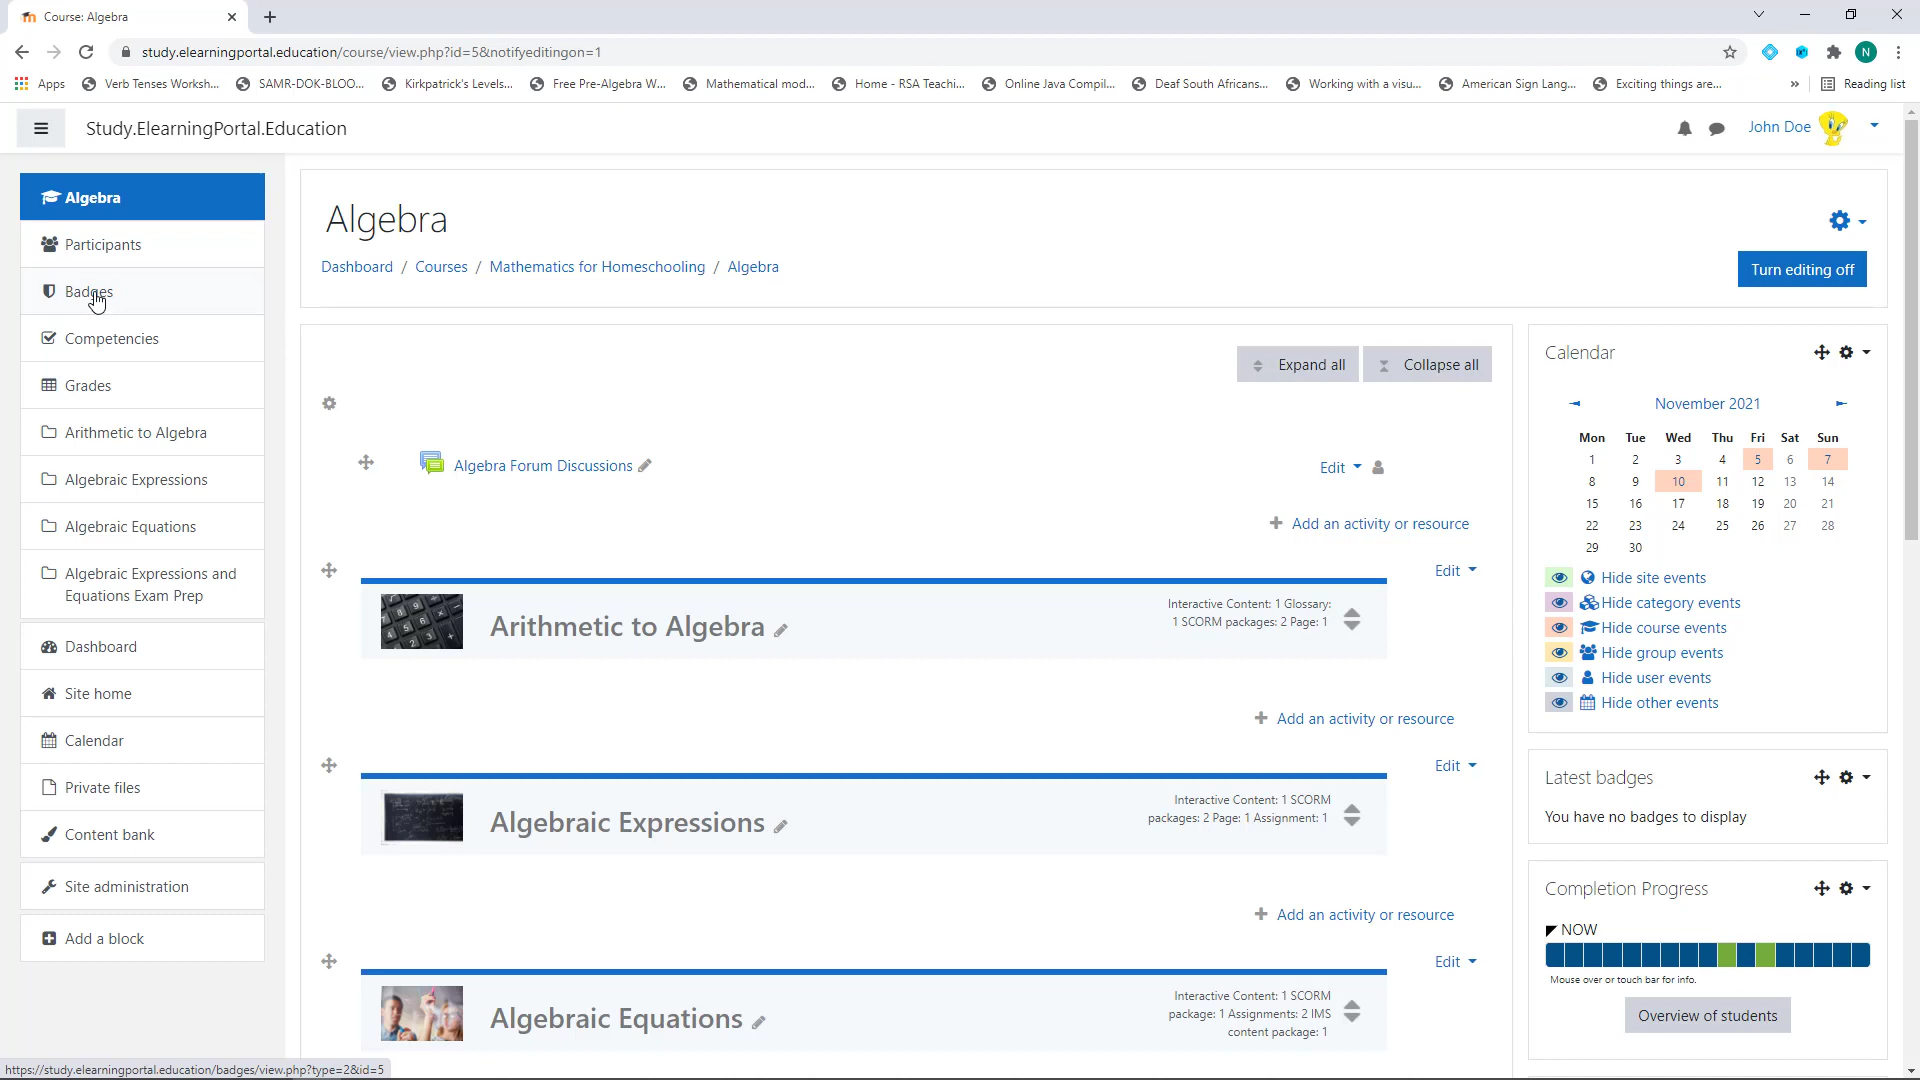 Course: Algebra
study.elearningportal.education/course/view.php?id=5&notifyeditingon=1
N
Apps
Verb Tenses Worksh...
SAMR-DOK-BLOO...
Kirkpatrick's Levels...
Free Pre-Algebra W...
Mathematical mod...
Home - RSA Teachi...
Online Java Compil...
Deaf South Africans...
Working with a visu...
American Sign Lang...
Exciting things are...
»
Reading list
Study.ElearningPortal.Education
John Doe
Algebra
Participants
Badges
Competencies
Grades
Arithmetic to Algebra
Algebraic Expressions
Algebraic Equations
Algebraic Expressions and
Equations Exam Prep
Dashboard
Site home
Calendar
Private files
Content bank
Site administration
Add a block
Algebra
Dashboard / Courses / Mathematics for Homeschooling / Algebra
Turn editing off
Expand all
Collapse all
Algebra Forum Discussions
Edit
Add an activity or resource
Edit
Arithmetic to Algebra
Interactive Content: 1 Glossary:
1 SCORM packages: 2 Page: 1
Add an activity or resource
Edit
Algebraic Expressions
Interactive Content: 1 SCORM
packages: 2 Page: 1 Assignment: 1
Add an activity or resource
Edit
Algebraic Equations
Interactive Content: 1 SCORM
package: 1 Assignments: 2 IMS
content package: 1
Calendar
November 2021
Mon Tue Wed Thu Fri Sat Sun
1 2 3 4 5 6 7
8 9 10 11 12 13 14
15 16 17 18 19 20 21
22 23 24 25 26 27 28
29 30
Hide site events
Hide category events
Hide course events
Hide group events
Hide user events
Hide other events
Latest badges
You have no badges to display
Completion Progress
NOW
Mouse over or touch bar for info.
Overview of students
https://study.elearningportal.education/badges/view.php?type=2&id=5